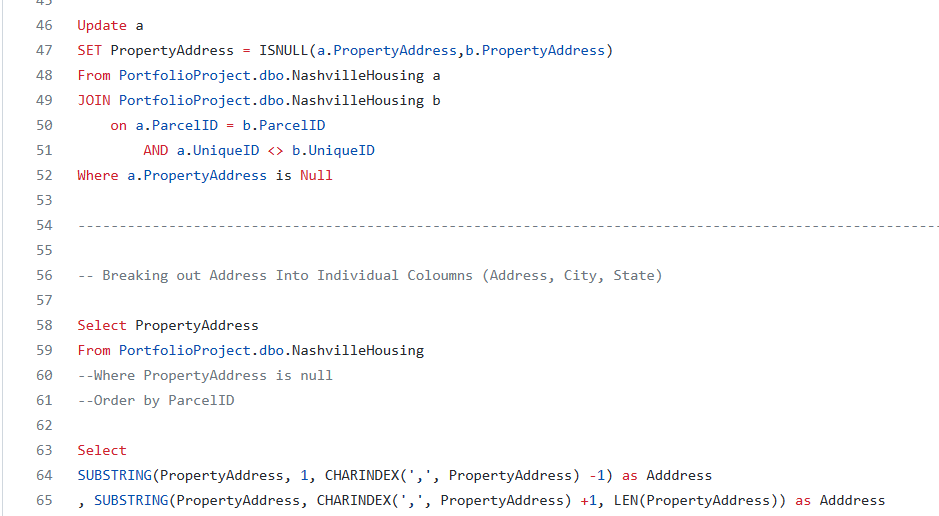 45
46 Update a
47 SET PropertyAddress = ISNULL(a.PropertyAddress,b.PropertyAddress)
48 From PortfolioProject.dbo.NashvilleHousing a
49 JOIN PortfolioProject.dbo.NashvilleHousing b
50 on a.ParcelID = b.ParcelID
51 AND a.UniqueID <> b.UniqueID
52 Where a.PropertyAddress is Null
53
54 ---------------------------------------------------------------------------------------------------------
55
56 -- Breaking out Address Into Individual Coloumns (Address, City, State)
57
58 Select PropertyAddress
59 From PortfolioProject.dbo.NashvilleHousing
60 --Where PropertyAddress is null
61 --Order by ParcelID
62
63 Select
64 SUBSTRING(PropertyAddress, 1, CHARINDEX(',', PropertyAddress) -1) as Adddress
65 , SUBSTRING(PropertyAddress, CHARINDEX(',', PropertyAddress) +1, LEN(PropertyAddress)) as Adddress